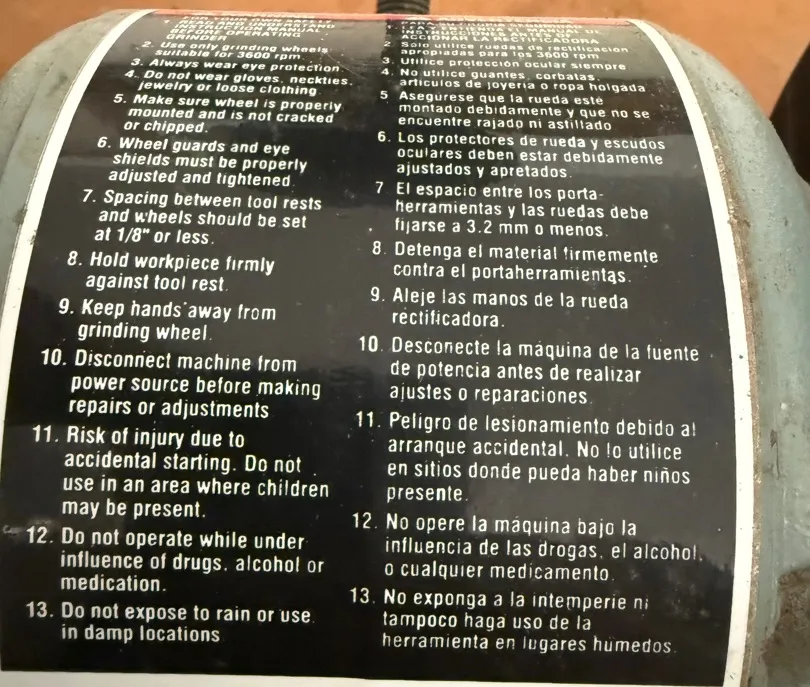 INSTRUCTION MANUAL
BEFORE OPERATING
GRINDER
2. Use only grinding wheels
suitable for 3600 rpm
3. Always wear eye protection
4. Do not wear gloves, neckties,
jewelry or loose clothing.
5. Make sure wheel is properly
mounted and is not cracked
or chipped.
6. Wheel guards and eye
shields must be properly
adjusted and tightened
7. Spacing between tool rests
and wheels should be set
at 1/8" or less.
8. Hold workpiece firmly
against tool rest.
9. Keep hands away from
grinding wheel.
10. Disconnect machine from
power source before making
repairs or adjustments
11. Risk of injury due to
accidental starting. Do not
use in an area where children
may be present.
12. Do not operate while under
influence of drugs, alcohol or
medication.
13. Do not expose to rain or use
in damp locations
ACCIONAR LA RECTIFICADORA
2 Sólo utilice ruedas de rectificación
apropiadas para los 3600 rpm
3. Utilice protección ocular siempre
4. No utilice guantes, corbatas,
artículos de joyería o ropa holgada
5 Asegúrese que la rueda esté
montado debidamente y que no se
encuentre rajado ni astillado
6. Los protectores de rueda y escudos
oculares deben estar debidamente
ajustados y apretados.
7 El espacio entre los porta-
herramientas y las ruedas debe
fijarse a 3.2 mm o menos.
8. Detenga el material firmemente
contra el portaherramientas.
9. Aleje las manos de la rueda
rectificadora.
10. Desconecte la máquina de la fuente
de potencia antes de realizar
ajustes o reparaciones.
11. Peligro de lesionamiento debido al
arranque accidental. No lo utilice
en sitios donde pueda haber niños
presente.
12. No opere la máquina bajo la
influencia de las drogas, el alcohol,
o cualquier medicamento.
13. No exponga a la intemperie ni
tampoco haga uso de la
herramienta en lugares húmedos.